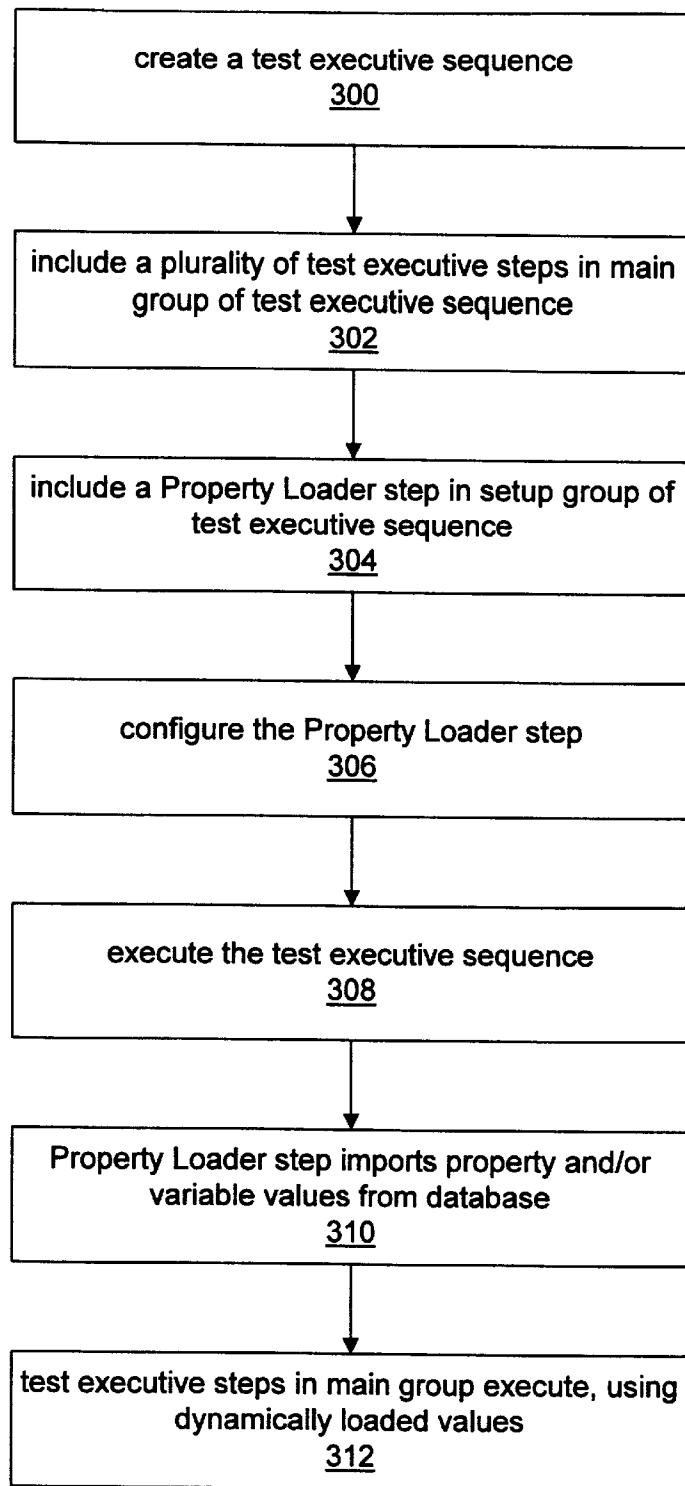 create a test executive sequence
300
include a plurality of test executive steps in main
group of test executive sequence
302
include a Property Loader step in setup group of
test executive sequence
304
configure the Property Loader step
306
execute the test executive sequence
308
Property Loader step imports property and/or
variable values from database
310
test executive steps in main group execute, using
dynamically loaded values
312